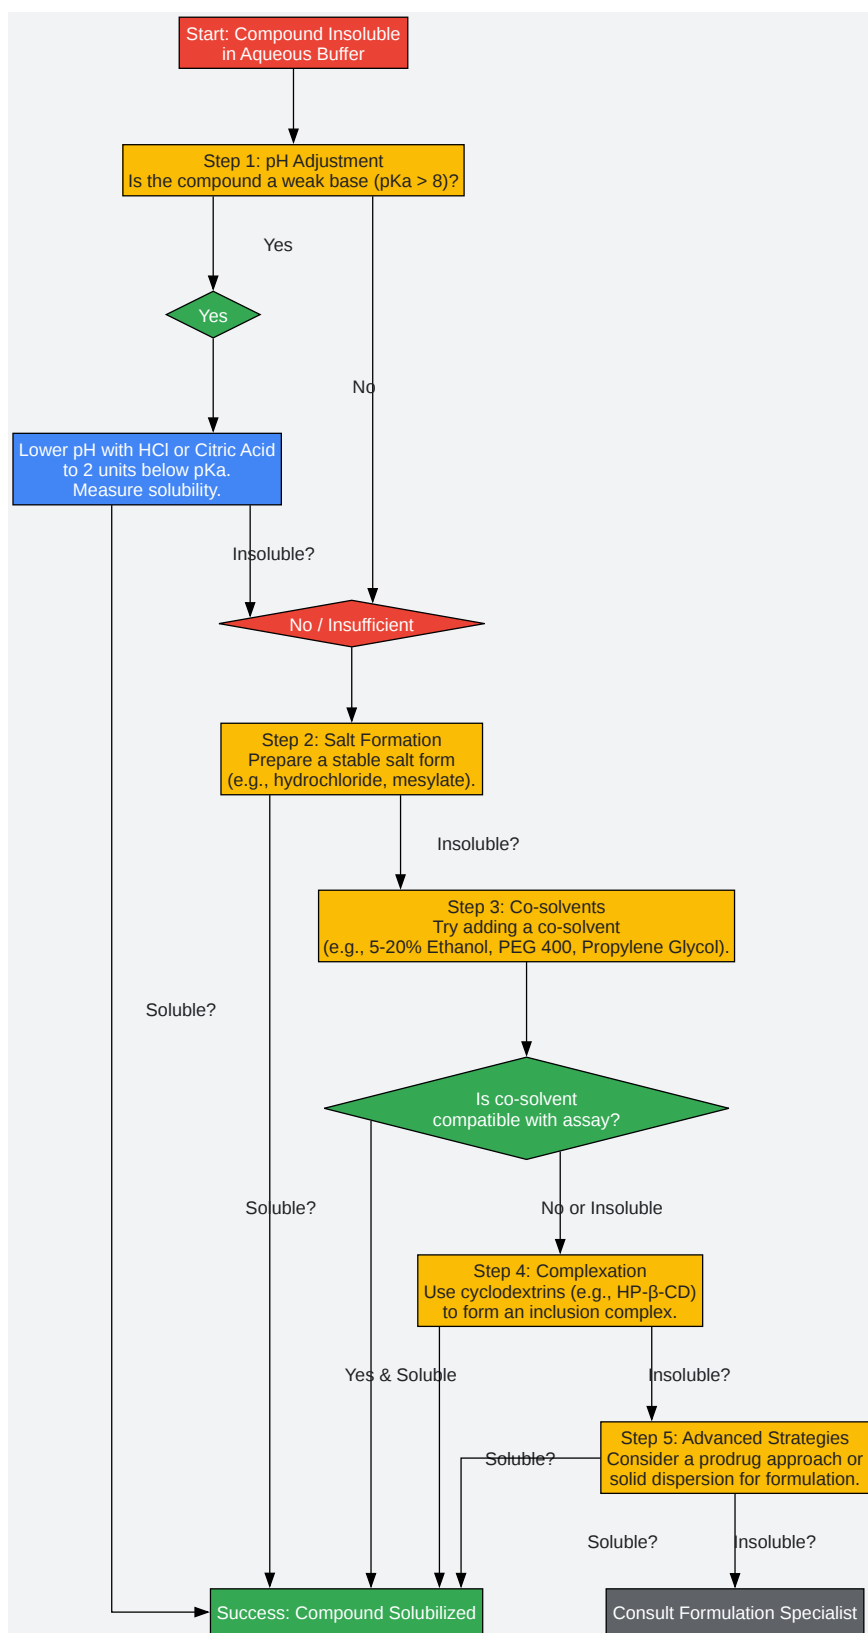 Start: Compound Insoluble
in Aqueous Buffer
Step 1: pH Adjustment
Is the compound a weak base (pKa > 8)?
Yes
Yes
No
Lower pH with HCl or Citric Acid
to 2 units below pKa.
Measure solubility.
Insoluble?
No / Insufficient
Step 2: Salt Formation
Prepare a stable salt form
(e.g., hydrochloride, mesylate).
Insoluble?
Step 3: Co-solvents
Try adding a co-solvent
(e.g., 5-20% Ethanol, PEG 400, Propylene Glycol).
Soluble?
Is co-solvent
compatible with assay?
Soluble?
No or Insoluble
Step 4: Complexation
Use cyclodextrins (e.g., HP-β-CD)
to form an inclusion complex.
Yes & Soluble
Insoluble?
Step 5: Advanced Strategies
Consider a prodrug approach or
solid dispersion for formulation.
Soluble?
Soluble?
Insoluble?
Success: Compound Solubilized
Consult Formulation Specialist